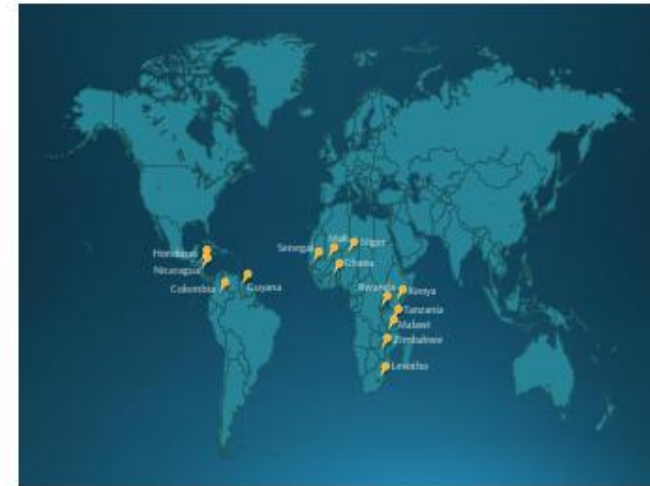 Honduras
Nicaragua
Colombia
Guyana
Senegal
Mali
Niger
Ghana
Rwanda
Kenya
Tanzania
Malawi
Zimbabwe
Lesotho